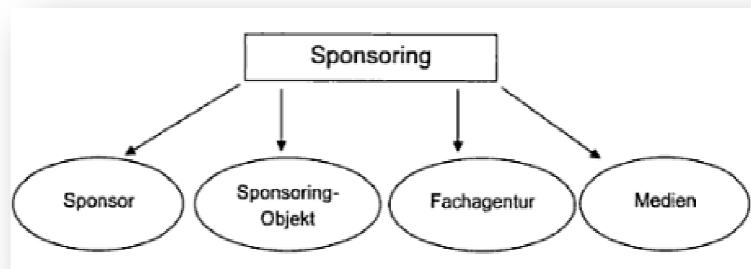 Sponsoring
Sponsor
Sponsoring-
Objekt
Fachagentur
Medien